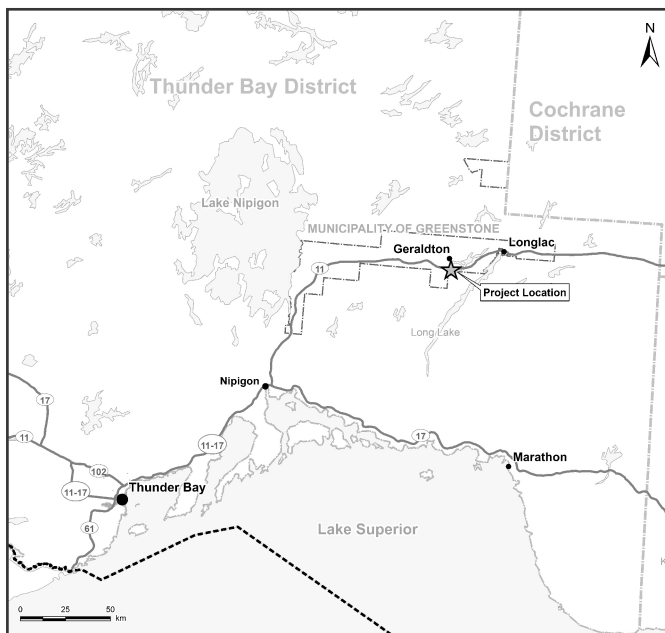 N
Thunder Bay District
Cochrane
District
Lake Nipigon
MUNICIPALITY OF GREENSTONE
Geraldton
Longlac
11
Project Location
Long Lake
Nipigon
17
11
11-17
17
102
Marathon
11-17
Thunder Bay
61
Lake Superior
K
0 25 50
km